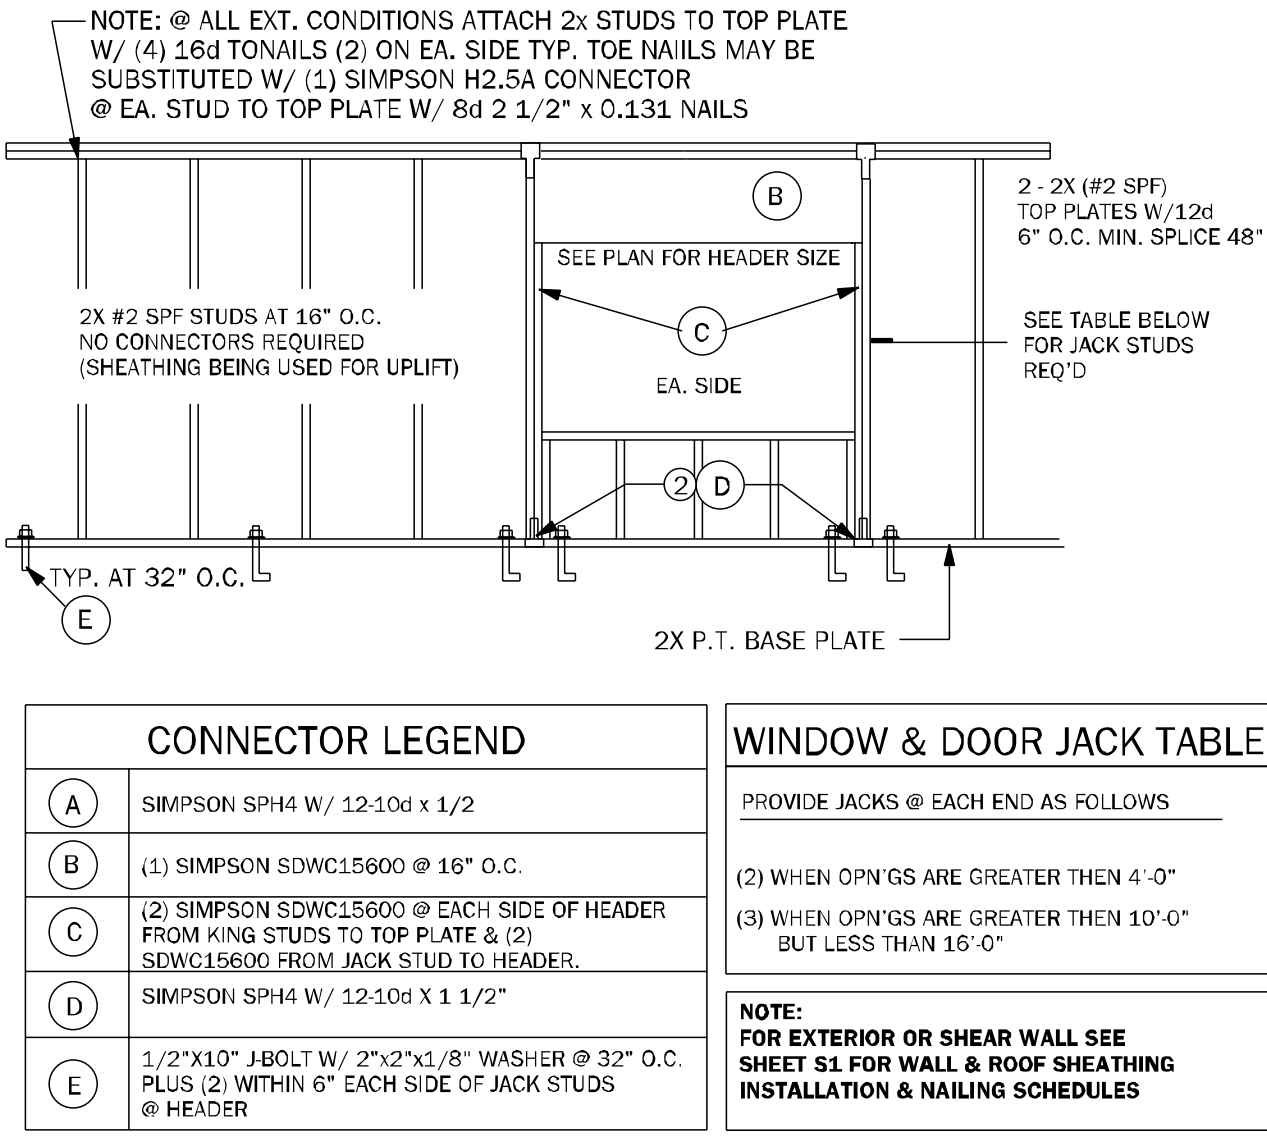 NOTE: @ ALL EXT. CONDITIONS ATTACH 2x STUDS TO TOP PLATE
W/ (4) 16d TONAILS (2) ON EA. SIDE TYP. TOE NAIILS MAY BE
SUBSTITUTED W/ (1) SIMPSON H2.5A CONNECTOR
@ EA. STUD TO TOP PLATE W/ 8d 2 1/2" x 0.131 NAILS
B
2 - 2X (#2 SPF)
TOP PLATES W/12d
6" O.C. MIN. SPLICE 48"
SEE PLAN FOR HEADER SIZE
2X #2 SPF STUDS AT 16" O.C.
NO CONNECTORS REQUIRED
(SHEATHING BEING USED FOR UPLIFT)
C
EA. SIDE
SEE TABLE BELOW
FOR JACK STUDS
REQ'D
2 D
TYP. AT 32" O.C.
E
2X P.T. BASE PLATE
CONNECTOR LEGEND
A
SIMPSON SPH4 W/ 12-10d x 1/2
B
(1) SIMPSON SDWC15600 @ 16" O.C.
C
(2) SIMPSON SDWC15600 @ EACH SIDE OF HEADER
FROM KING STUDS TO TOP PLATE & (2)
SDWC15600 FROM JACK STUD TO HEADER.
D
SIMPSON SPH4 W/ 12-10d X 1 1/2"
E
1/2"X10" J-BOLT W/ 2"x2"x1/8" WASHER @ 32" O.C.
PLUS (2) WITHIN 6" EACH SIDE OF JACK STUDS
@ HEADER
WINDOW & DOOR JACK TABLE
PROVIDE JACKS @ EACH END AS FOLLOWS
(2) WHEN OPN'GS ARE GREATER THEN 4'-0"
(3) WHEN OPN'GS ARE GREATER THEN 10'-0"
BUT LESS THAN 16'-0"
NOTE:
FOR EXTERIOR OR SHEAR WALL SEE
SHEET S1 FOR WALL & ROOF SHEATHING
INSTALLATION & NAILING SCHEDULES